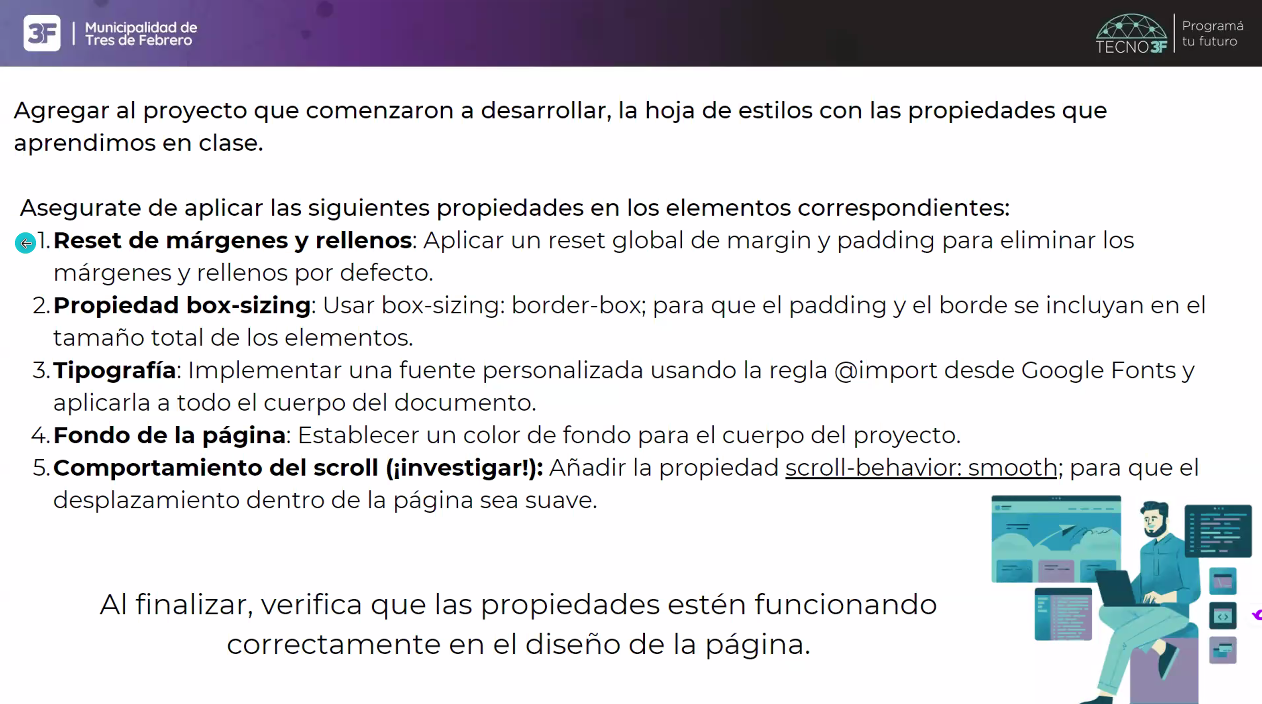 3F
Municipalidad de
Tres de Febrero
TECNO3F
Programá
tu futuro
Agregar al proyecto que comenzaron a desarrollar, la hoja de estilos con las propiedades que
aprendimos en clase.
Asegurate de aplicar las siguientes propiedades en los elementos correspondientes:
1. Reset de márgenes y rellenos: Aplicar un reset global de margin y padding para eliminar los
márgenes y rellenos por defecto.
2. Propiedad box-sizing: Usar box-sizing: border-box; para que el padding y el borde se incluyan en el
tamaño total de los elementos.
3. Tipografía: Implementar una fuente personalizada usando la regla @import desde Google Fonts y
aplicarla a todo el cuerpo del documento.
4. Fondo de la página: Establecer un color de fondo para el cuerpo del proyecto.
5. Comportamiento del scroll (¡investigar!): Añadir la propiedad scroll-behavior: smooth; para que el
desplazamiento dentro de la página sea suave.
Al finalizar, verifica que las propiedades estén funcionando
correctamente en el diseño de la página.